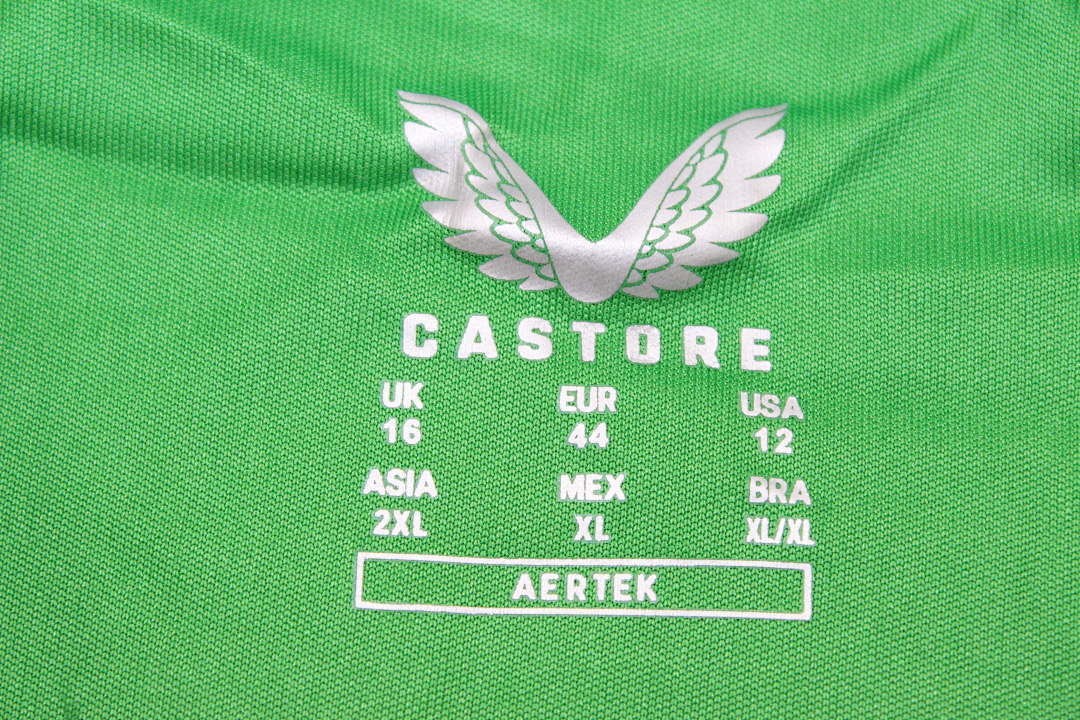 CASTORE
UK EUR USA
16 44 12
ASIA MEX BRA
2XL XL XL/XL
AERTEK